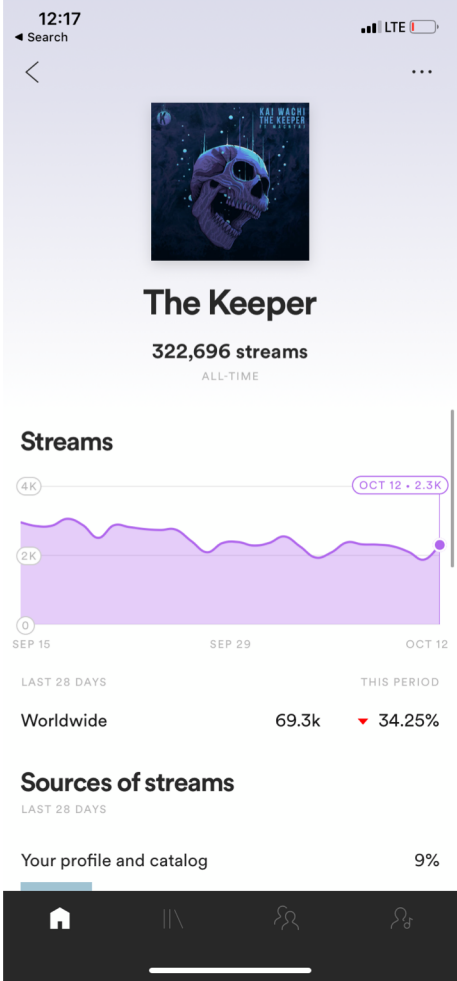 12:17
LTE
◀ Search
KAI WACHI
THE KEEPER
The Keeper
322,696 streams
ALL-TIME
Streams
4K
OCT 12 • 2.3K
2K
0
SEP 15 SEP 29 OCT 12
LAST 28 DAYS THIS PERIOD
Worldwide 69.3k ▼ 34.25%
Sources of streams
LAST 28 DAYS
Your profile and catalog 9%